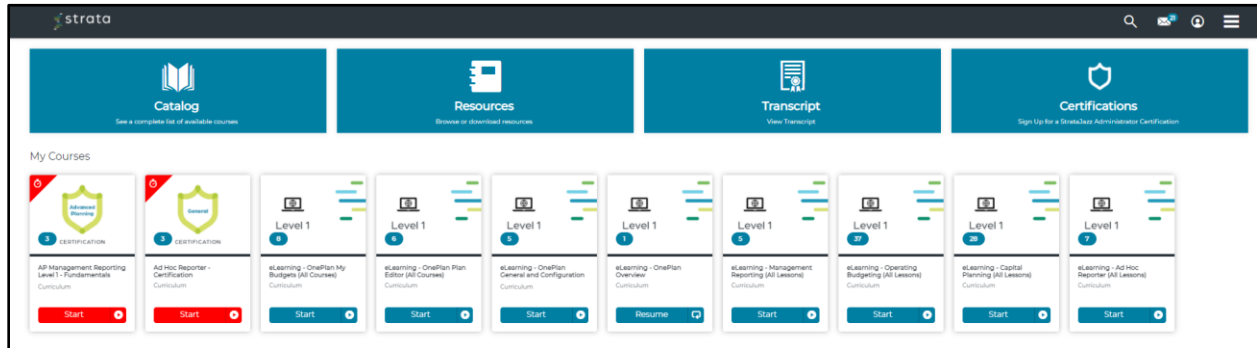 strata
21
Catalog
See a complete list of available courses
Resources
Browse or download resources
Transcript
View Transcript
Certifications
Sign Up for a StrataJazz Administrator Certification
My Courses
Advanced
Planning
3 CERTIFICATION
AP Management Reporting
Level 1 - Fundamentals
Curriculum
Start
General
3 CERTIFICATION
Ad Hoc Reporter -
Certification
Curriculum
Start
Level 1
8
eLearning - OnePlan My
Budgets (All Courses)
Curriculum
Start
Level 1
6
eLearning - OnePlan Plan
Editor (All Courses)
Curriculum
Start
Level 1
5
eLearning - OnePlan
General and Configuration
Curriculum
Start
Level 1
1
eLearning - OnePlan
Overview
Curriculum
Resume
Level 1
5
eLearning - Management
Reporting (All Lessons)
Curriculum
Start
Level 1
37
eLearning - Operating
Budgeting (All Lessons)
Curriculum
Start
Level 1
28
eLearning - Capital
Planning (All Lessons)
Curriculum
Start
Level 1
7
eLearning - Ad Hoc
Reporter (All Lessons)
Curriculum
Start